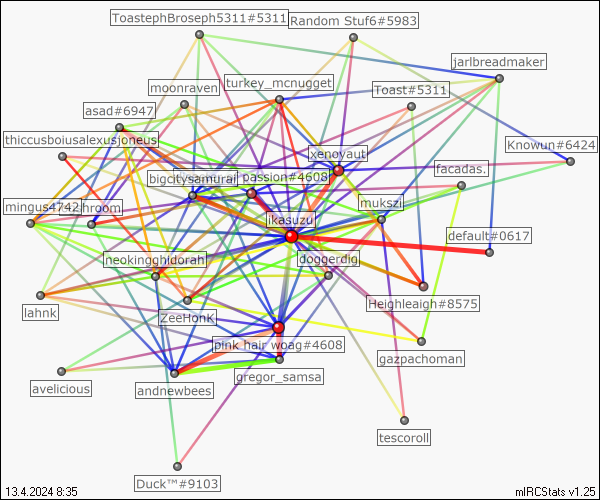 ToastephBroseph5311#5311
Random Stuf6#5983
jarlbreadmaker
turkey_mcnugget
moonraven
Toast#5311
asad#6947
thiccusboiusalexusjoneus
xenoyaut
Knowun#6424
facadas.
bigcitysamurai
passion#4608
mukszi
mingus4742
hroom
ikasuzu
default#0617
neokingghidorah
doggerdig
lahnk
ZeeHonK
Heighleaigh#8575
pink hair woag#4608
gazpachoman
gregor_samsa
avelicious
andnewbees
tescoroll
Duck™#9103
13.4.2024 8:35
mIRCStats v1.25